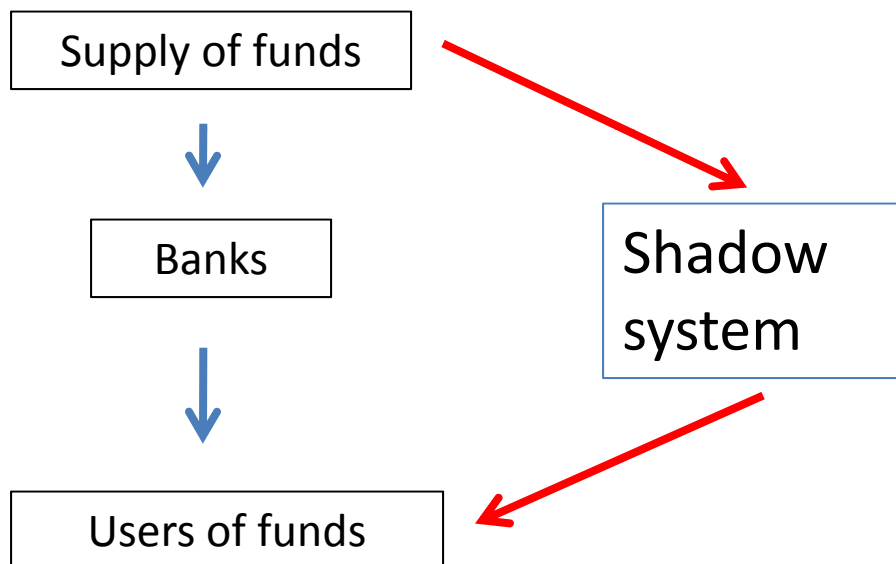 Supply of funds
Banks
Shadow
system
Users of funds